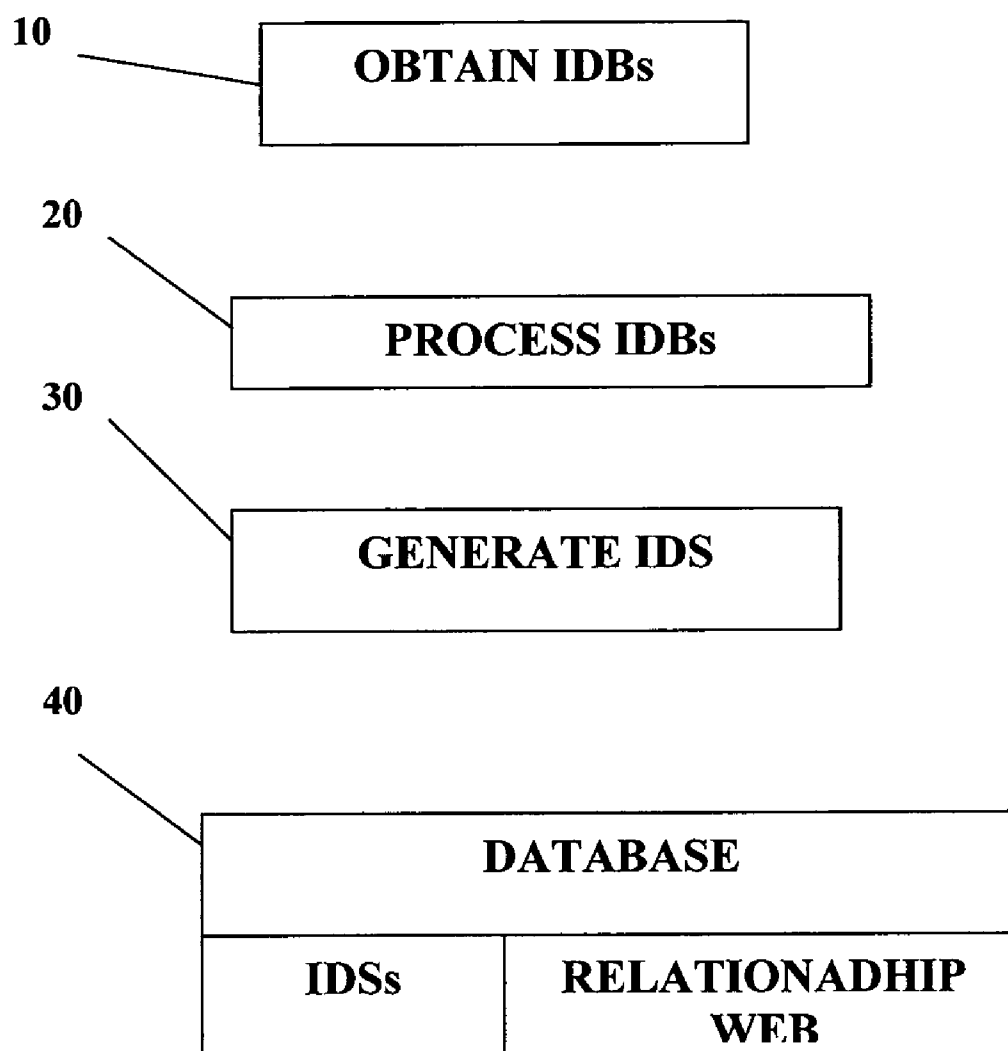 10
OBTAIN IDBs
20
PROCESS IDBs
30
GENERATE IDS
40
DATABASE
IDSs
RELATIONADHIP
WEB